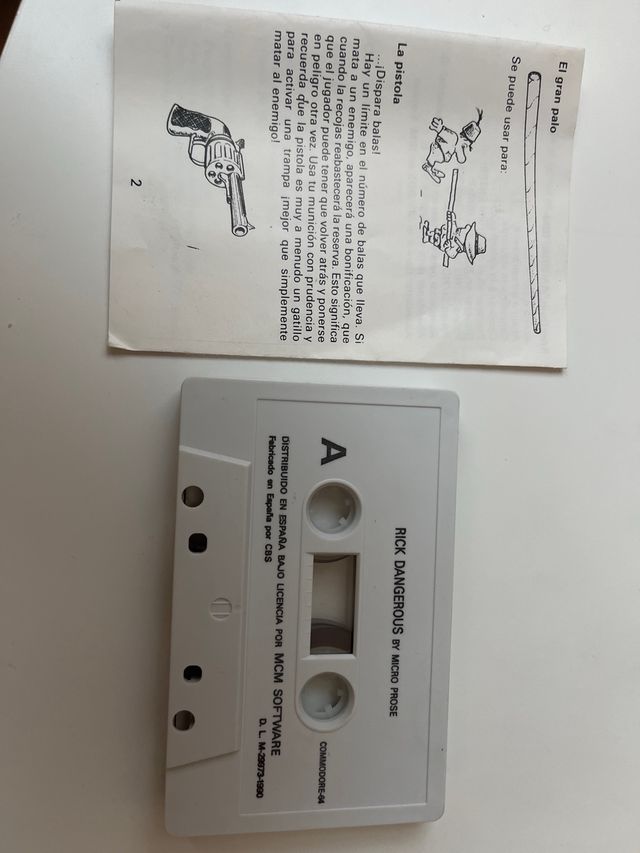 El gran palo
Se puede usar para:
La pistola
...¡Dispara balas!
Hay un límite en el número de balas que lleva. Si
mata a un enemigo, aparecerá una bonificación, que
cuando la recojas reabastecerá la reserva. Esto significa
que el jugador puede tener que volver atrás y ponerse
en peligro otra vez. Usa tu munición con prudencia y
recuerda que la pistola es muy a menudo un gatillo
para activar una trampa ¡mejor que simplemente
matar al enemigo!
2
RICK DANGEROUS BY MICRO PROSE
A
COMMODORE-64
DISTRIBUIDO EN ESPAÑA BAJO LICENCIA POR MCM SOFTWARE
Fabricado en España por CBS
D. L. M-29973-1990